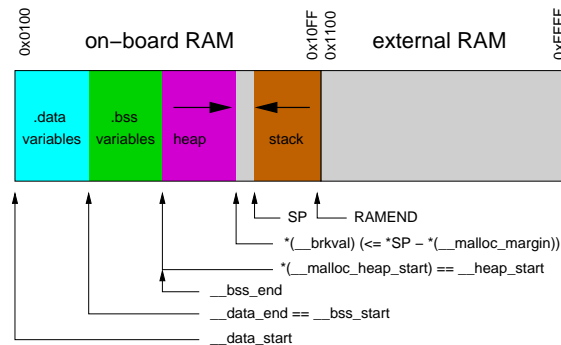 0x0100
on−board RAM
0x10FF
0x1100
external RAM
0xFFFF
.data
variables
.bss
variables
heap
stack
SP
RAMEND
*(__brkval) (<= *SP − *(__malloc_margin))
*(__malloc_heap_start) == __heap_start
__bss_end
__data_end == __bss_start
__data_start